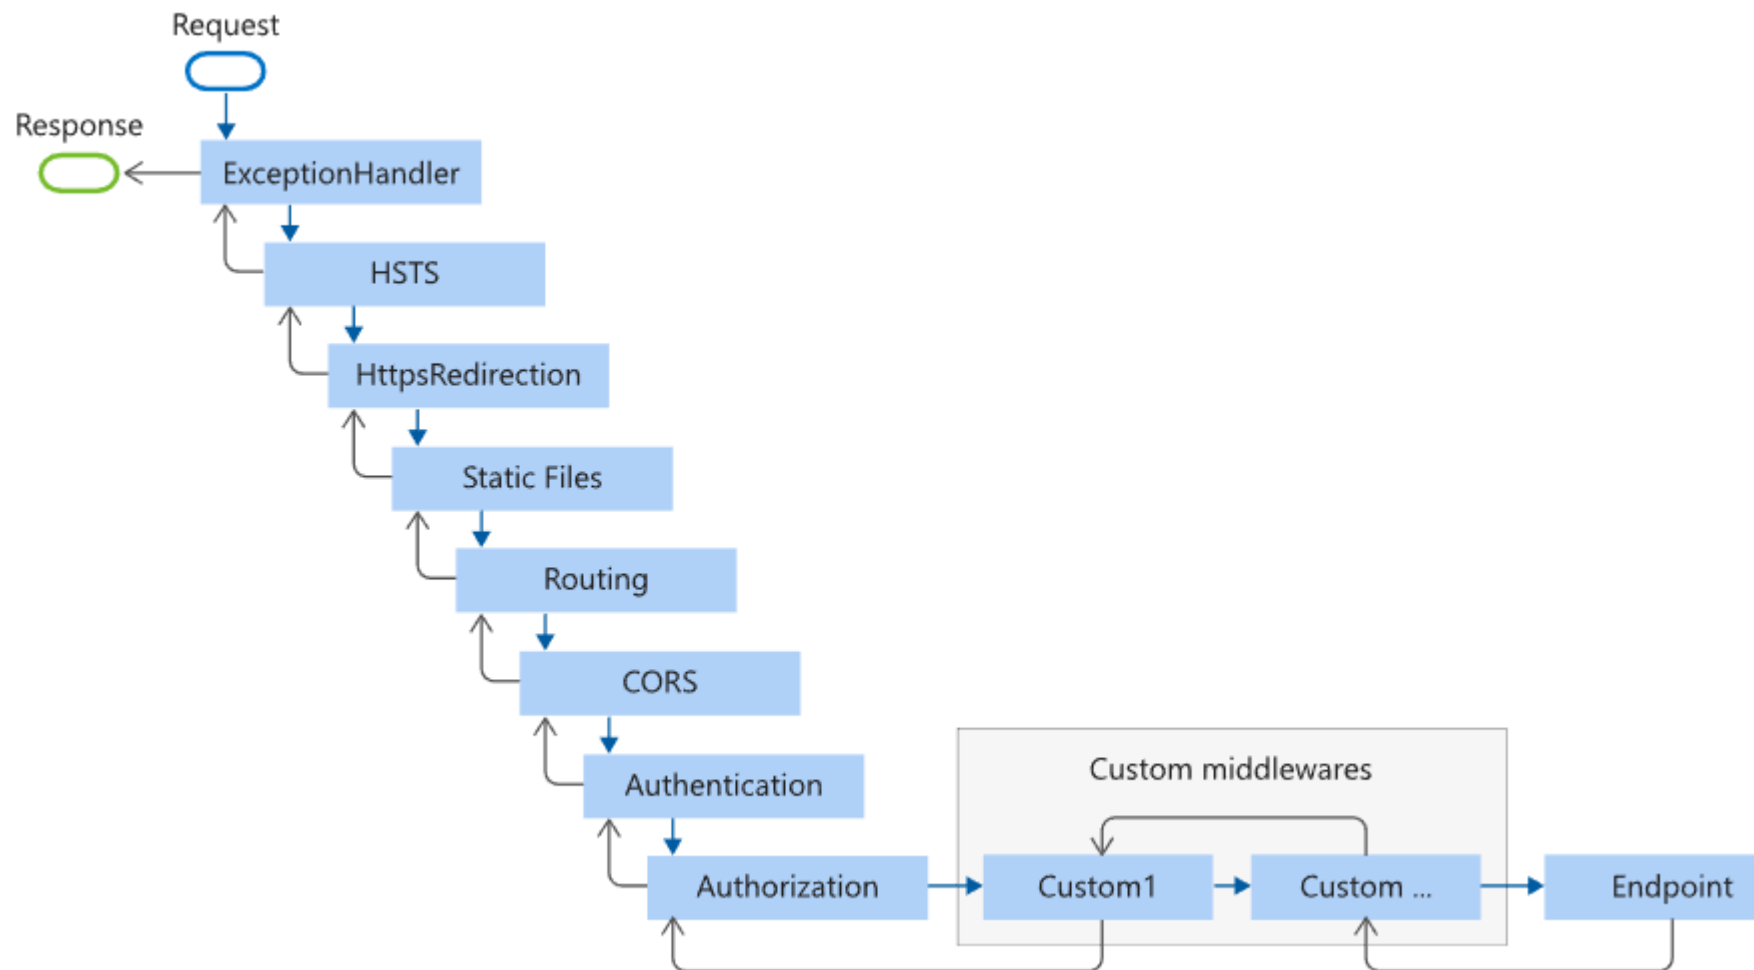 Request
Response
ExceptionHandler
HSTS
HttpsRedirection
Static Files
Routing
CORS
Authentication
Custom middlewares
Authorization
Custom1
Custom ...
Endpoint